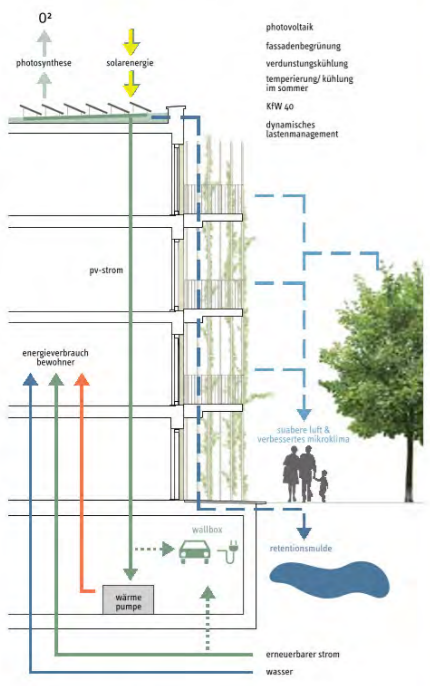 O²
photosynthese
solarenergie
photovoltaik
fassadenbegrünung
verdunstungskühlung
temperierung/ kühlung
im sommer
KfW 40
dynamisches
lastenmanagement
pv-strom
energieverbrauch
bewohner
suabere luft &
verbessertes mikroklima
wallbox
retentionsmulde
wärme
pumpe
erneuerbarer strom
wasser